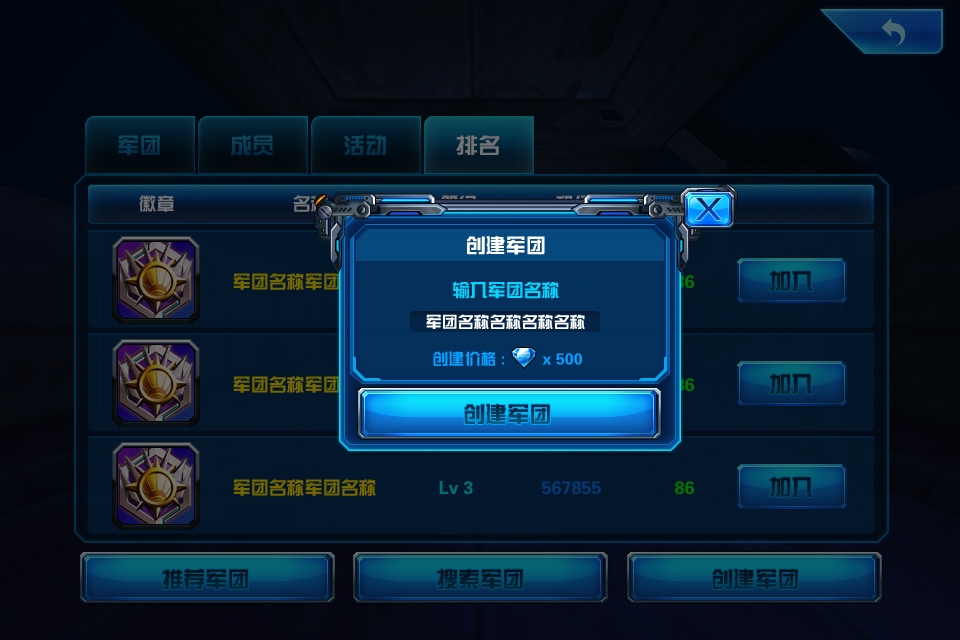 军团 成员 活动 排名
徽章
创建军团
输入军团名称
军团名称名称名称名称
创建价格： x 500
创建军团
军团名称军团 86 加入
军团名称军团 86 加入
军团名称军团名称 Lv 3 567855 86 加入
推荐军团 搜索军团 创建军团